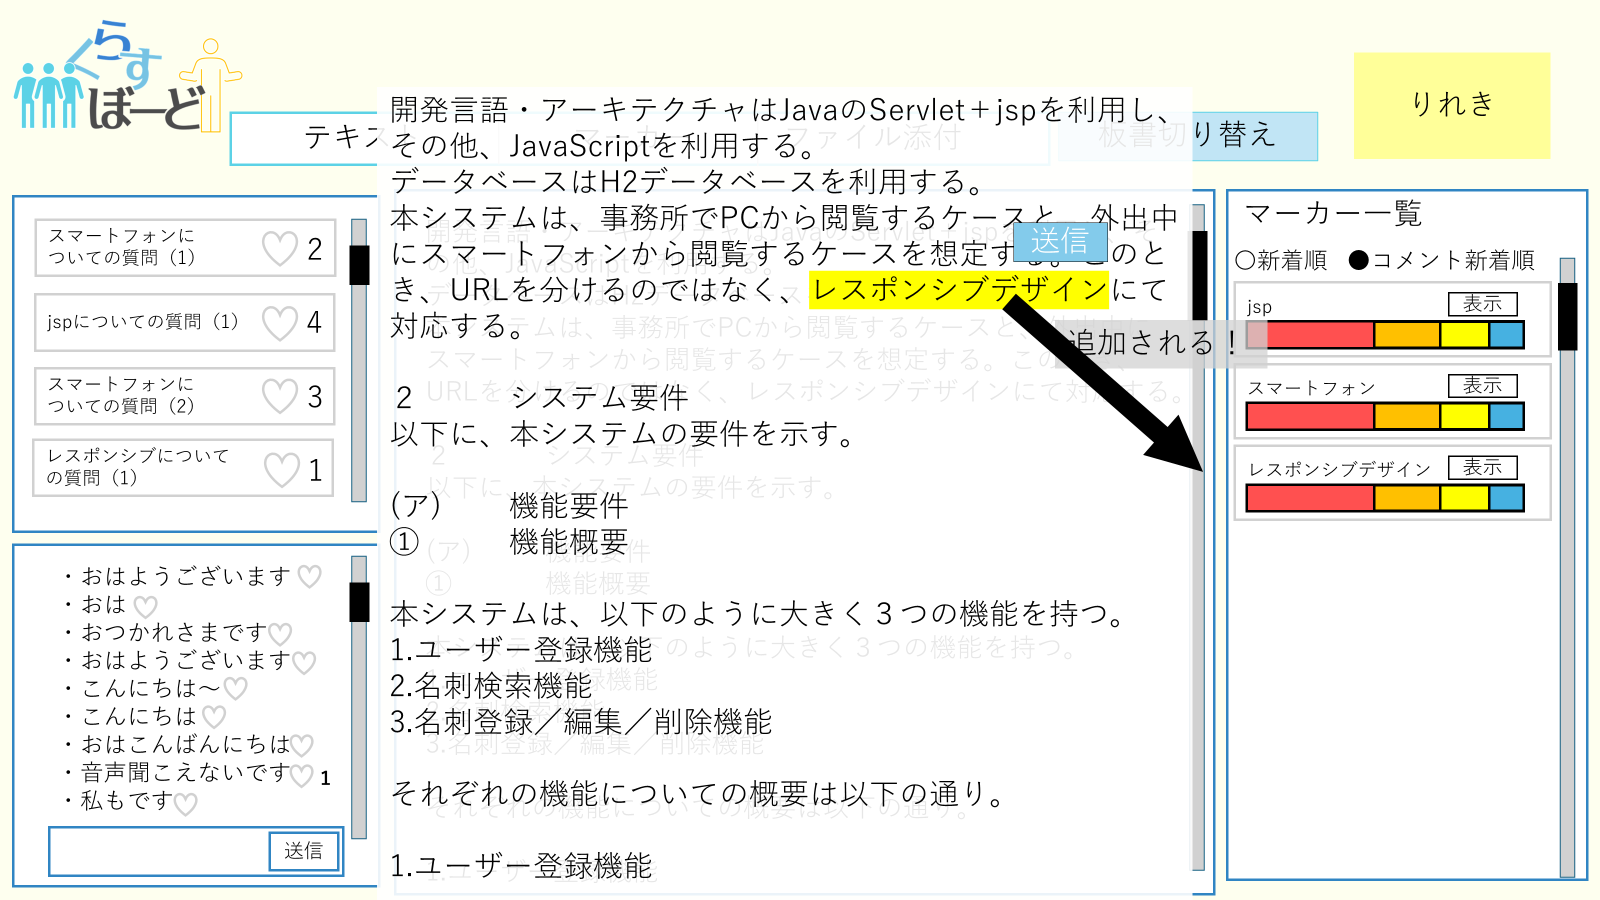 くらす
ぼーど
テキス
ファイル添付
板書切り替え
りれき
スマートフォンに
ついての質問（1）
2
jspについての質問（1）
4
スマートフォンに
ついての質問（2）
3
レスポンシブについて
の質問（1）
1
・おはようございます
・おは
・おつかれさまです
・おはようございます
・こんにちは～
・こんにちは
・おはこんばんにちは
・音声聞こえないです 1
・私もです
送信
開発言語・アーキテクチャはJavaのServlet＋jspを利用し、
その他、JavaScriptを利用する。
データベースはH2データベースを利用する。
本システムは、事務所でPCから閲覧するケースと、外出中
にスマートフォンから閲覧するケースを想定する。このと
き、URLを分けるのではなく、レスポンシブデザインにて
対応する。
2 システム要件
以下に、本システムの要件を示す。
(ア) 機能要件
① 機能概要
本システムは、以下のように大きく３つの機能を持つ。
1.ユーザー登録機能
2.名刺検索機能
3.名刺登録／編集／削除機能
それぞれの機能についての概要は以下の通り。
1.ユーザー登録機能
送信
追加される！
マーカー一覧
○新着順 ●コメント新着順
jsp
表示
スマートフォン
表示
レスポンシブデザイン
表示